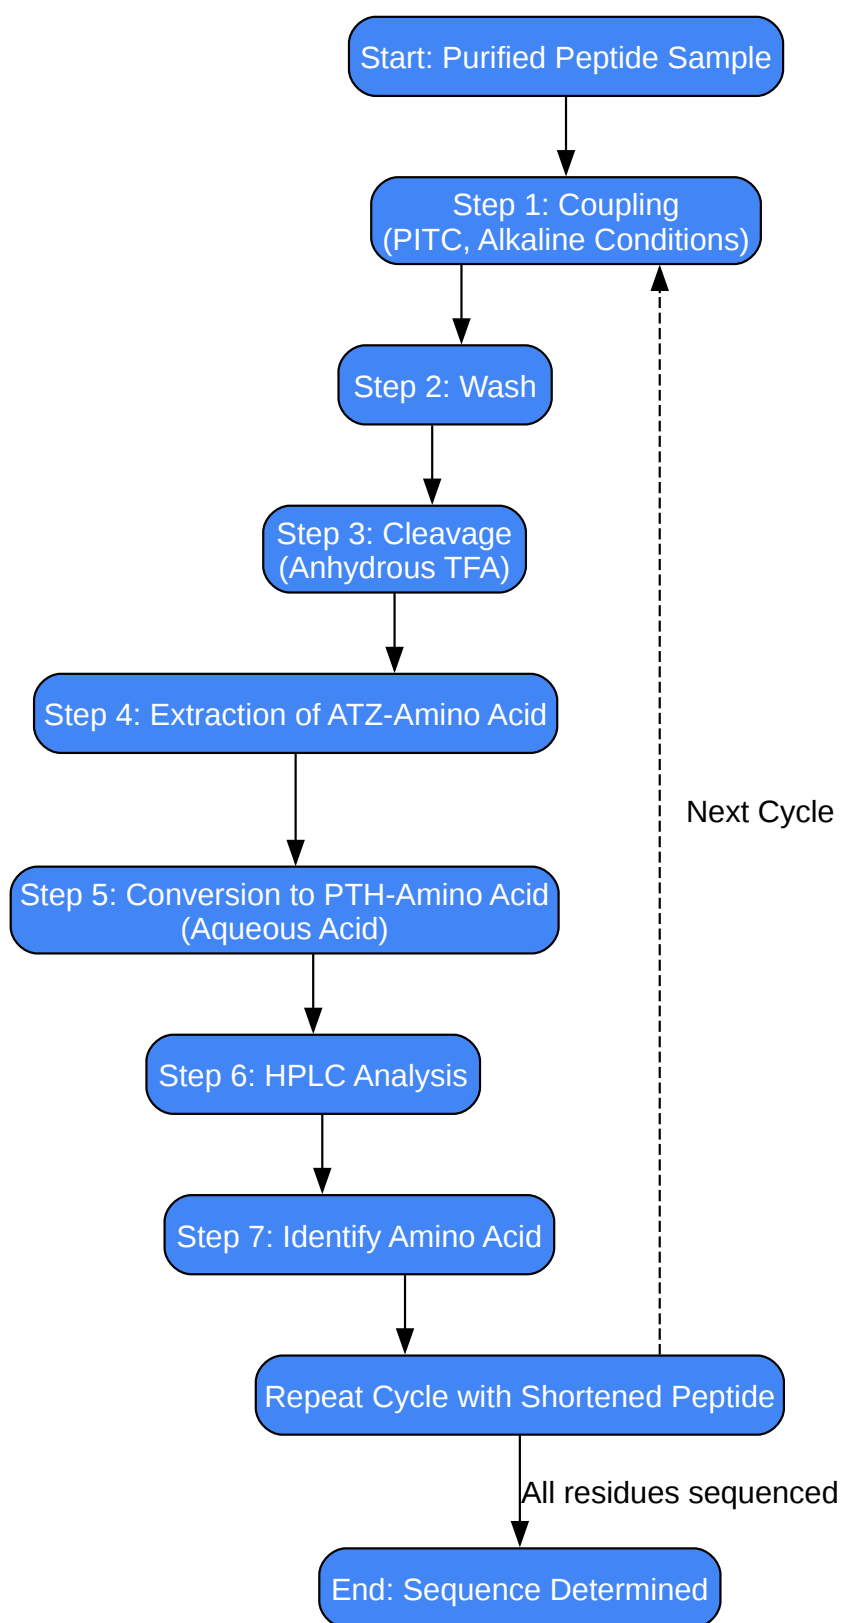 Start: Purified Peptide Sample
Step 1: Coupling
(PITC, Alkaline Conditions)
Step 2: Wash
Step 3: Cleavage
(Anhydrous TFA)
Step 4: Extraction of ATZ-Amino Acid
Next Cycle
Step 5: Conversion to PTH-Amino Acid
(Aqueous Acid)
Step 6: HPLC Analysis
Step 7: Identify Amino Acid
Repeat Cycle with Shortened Peptide
All residues sequenced
End: Sequence Determined